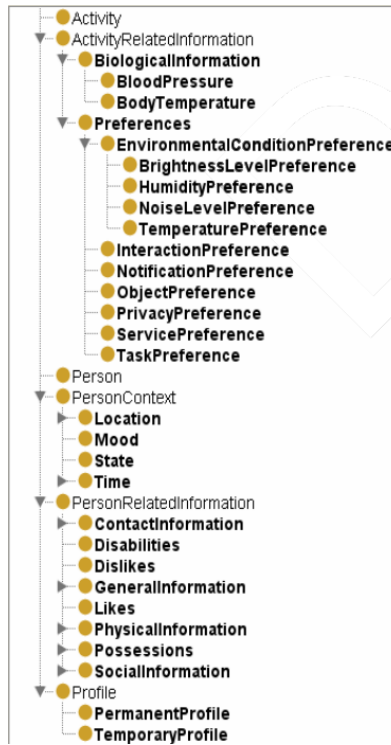 Activity
ActivityRelatedInformation
BiologicalInformation
BloodPressure
BodyTemperature
Preferences
EnvironmentalConditionPreference
BrightnessLevelPreference
HumidityPreference
NoiseLevelPreference
TemperaturePreference
InteractionPreference
NotificationPreference
ObjectPreference
PrivacyPreference
ServicePreference
TaskPreference
Person
PersonContext
Location
Mood
State
Time
PersonRelatedInformation
ContactInformation
Disabilities
Dislikes
GeneralInformation
Likes
PhysicalInformation
Possessions
SocialInformation
Profile
PermanentProfile
TemporaryProfile